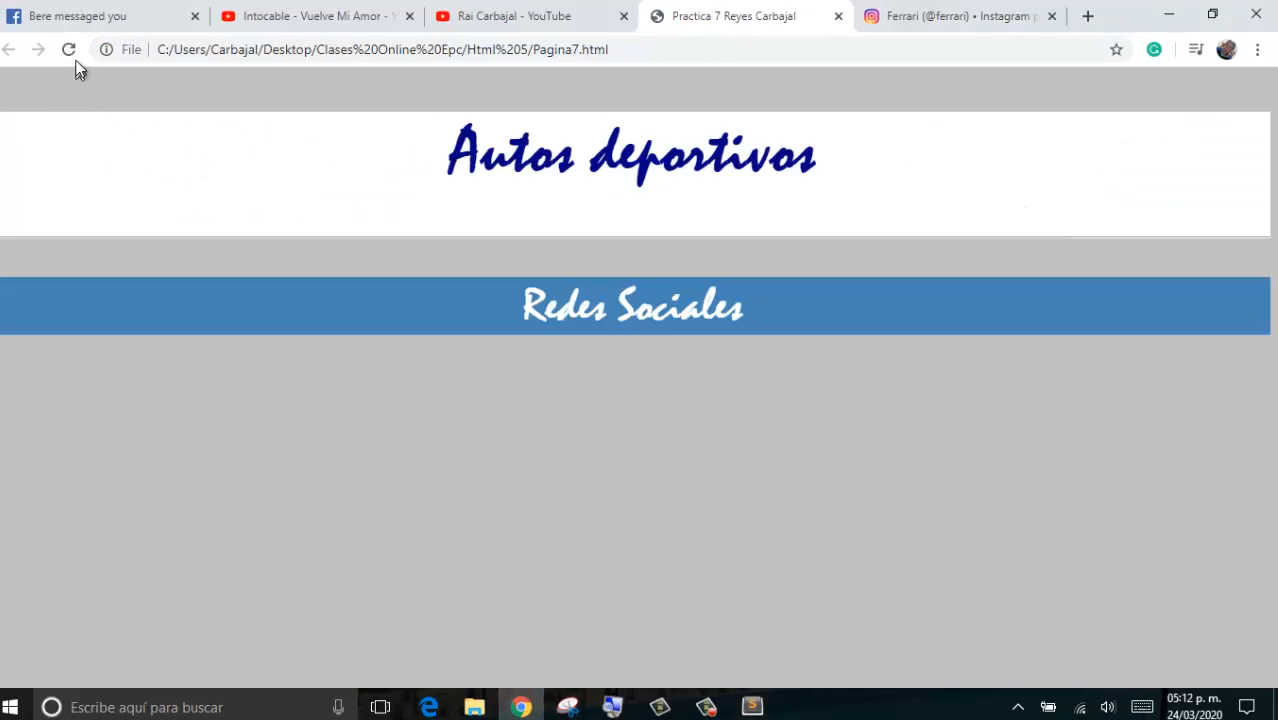 Bere messaged you
Intocable - Vuelve Mi Amor - Y
Rai Carbajal - YouTube
Practica 7 Reyes Carbajal
Ferrari (@ferrari) • Instagram p
File
C:/Users/Carbajal/Desktop/Clases%20Online%20Epc/Html%205/Pagina7.html
Autos deportivos
Redes Sociales
Escribe aquí para buscar
05:12 p. m.
24/03/2020